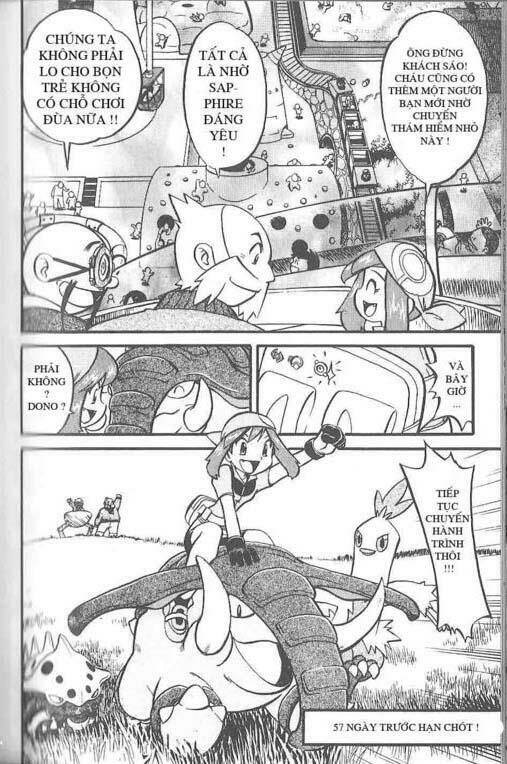 ÔNG ĐỪNG
KHÁCH SÁO!
CHÁU CŨNG CÓ
THÊM MỘT NGƯỜI
BẠN MỚI NHỜ
CHUYẾN
THÁM HIỂM NHỎ
NÀY !
TẤT CẢ
LÀ NHỜ
SAP-
PHIRE
ĐÁNG
YÊU
!
CHÚNG TA
KHÔNG PHẢI
LO CHO BỌN
TRẺ KHÔNG
CÓ CHỖ CHƠI
ĐÙA NỮA !!
VÀ
BÂY
GIỜ
...
PHẢI
KHÔNG
?
DONO ?
TIẾP
TỤC
CHUYẾN
HÀNH
TRÌNH
THÔI
!!!
57 NGÀY TRƯỚC HẠN CHÓT !